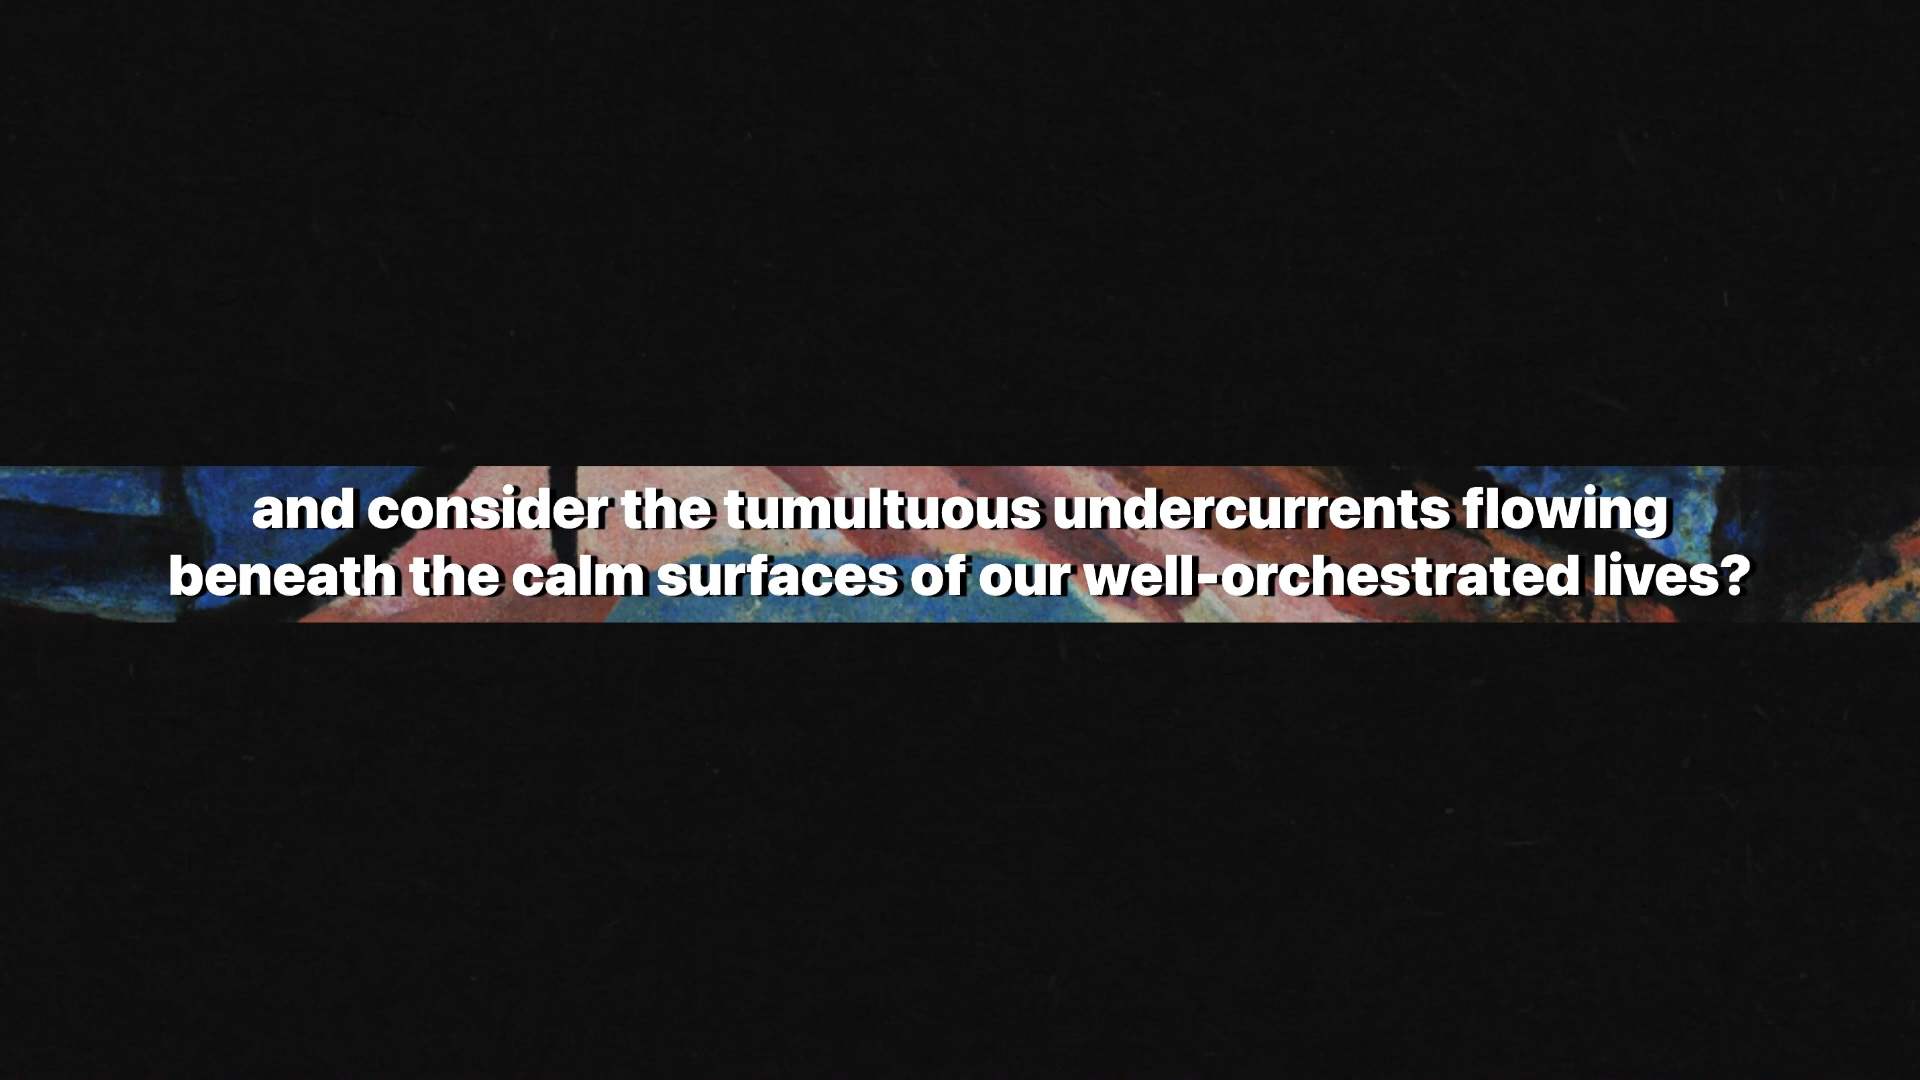 and consider the tumultuous undercurrents flowing
beneath the calm surfaces of our well-orchestrated lives?